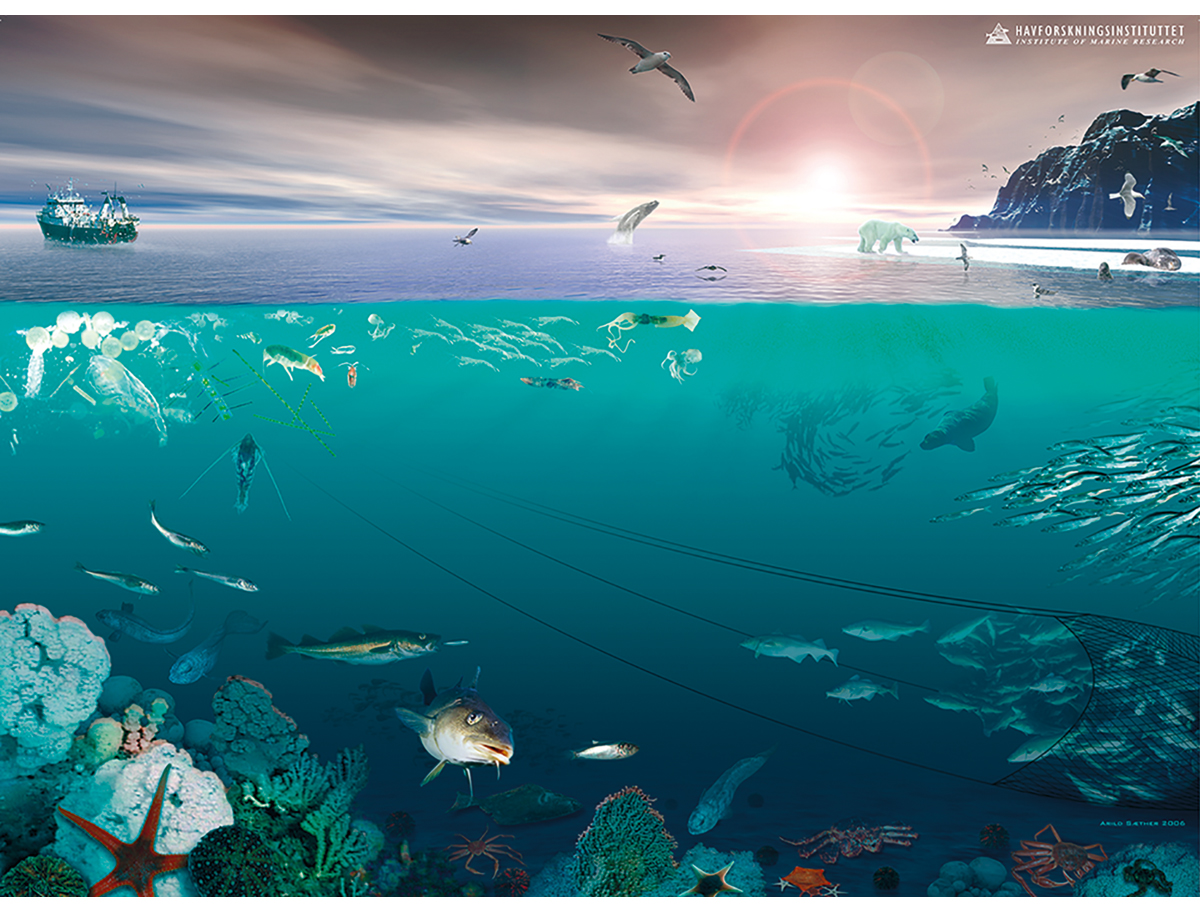 HAVFORSKNINGSINSTITUTTET
INSTITUTE OF MARINE RESEARCH
ARILD SÆTHER 2006